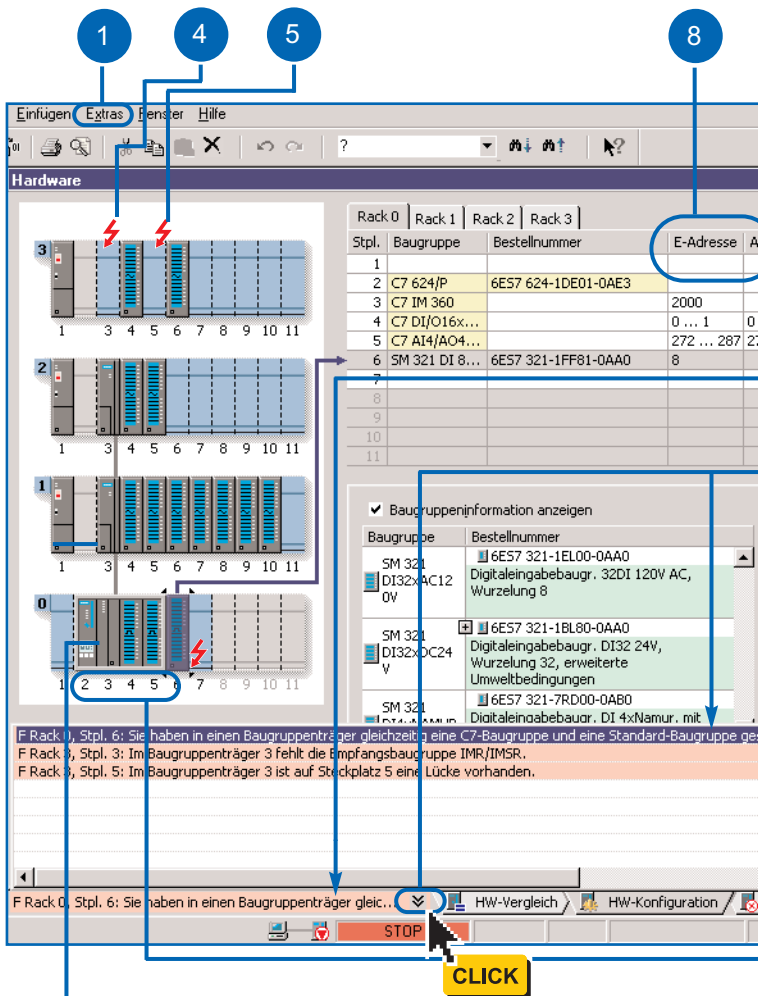 1
4
5
8
Einfügen Extras Fenster Hilfe
?
Hardware
Rack 0 Rack 1 Rack 2 Rack 3
Stpl. Baugruppe Bestellnummer E-Adresse A
1
2 C7 624/P 6ES7 624-1DE01-0AE3
3 C7 IM 360 2000
4 C7 DI/O16x... 0 ... 1 0
5 C7 AI4/AO4... 272 ... 287 27
6 SM 321 DI 8... 6ES7 321-1FF81-0AA0 8
7
8
9
10
11
3
1 3 4 5 6 7 8 9 10 11
2
1 3 4 5 6 7 8 9 10 11
1
1 3 4 5 6 7 8 9 10 11
0
1 2 3 4 5 6 7 8 9 10 11
Baugruppeninformation anzeigen
Baugruppe Bestellnummer
SM 321 DI32xAC12 0V
6ES7 321-1EL00-0AA0
Digitaleingabebaugr. 32DI 120V AC,
Wurzelung 8
SM 321 DI32xDC24 V
6ES7 321-1BL80-0AA0
Digitaleingabebaugr. DI32 24V,
Wurzelung 32, erweiterte
Umweltbedingungen
SM 321
DI4xNAMUR
6ES7 321-7RD00-0AB0
Digitaleingabebaugr. DI 4xNamur, mit
F Rack 0, Stpl. 6: Sie haben in einen Baugruppenträger gleichzeitig eine C7-Baugruppe und eine Standard-Baugruppe ges
F Rack 3, Stpl. 3: Im Baugruppenträger 3 fehlt die Empfangsbaugruppe IMR/IMSR.
F Rack 3, Stpl. 5: Im Baugruppenträger 3 ist auf Steckplatz 5 eine Lücke vorhanden.
F Rack 0, Stpl. 6: Sie haben in einen Baugruppenträger gleic... HW-Vergleich HW-Konfiguration
STOP
CLICK